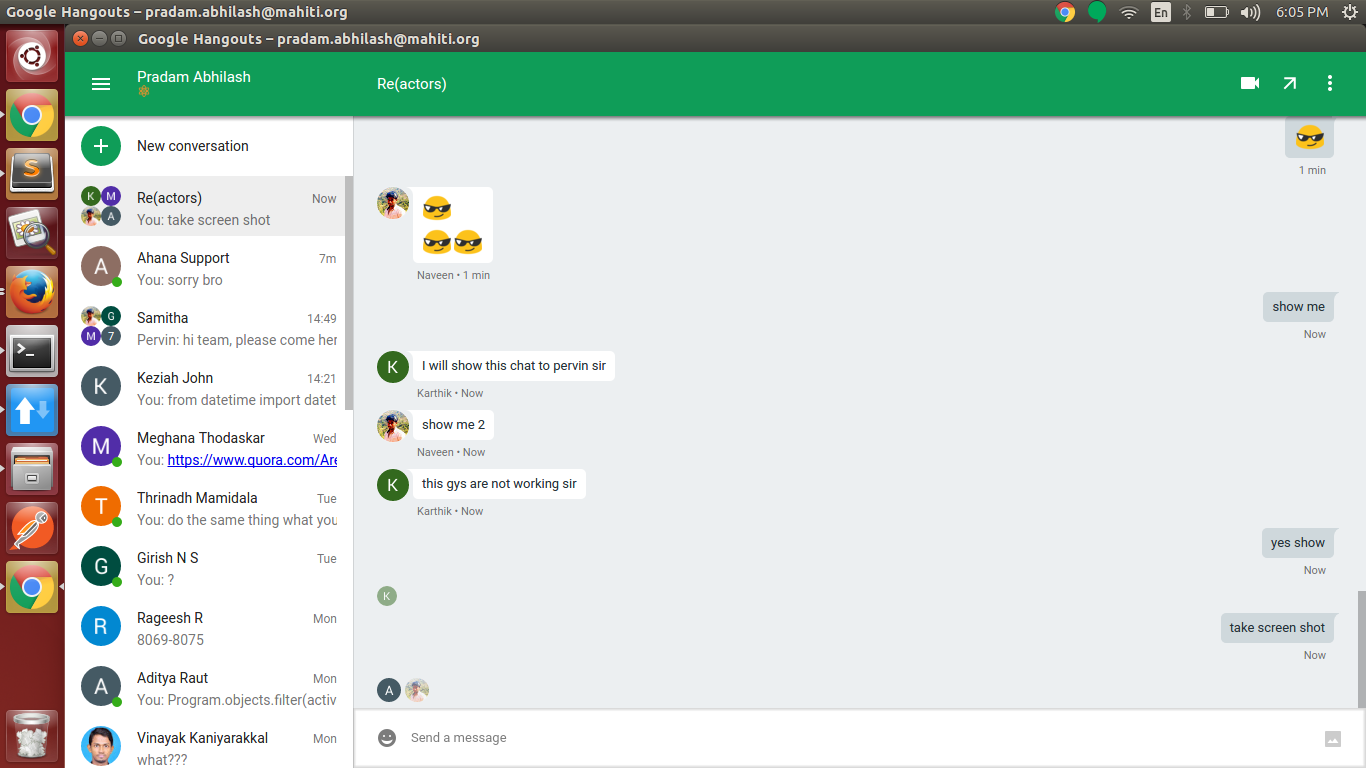 Google Hangouts – pradam.abhilash@mahiti.org
En
6:05 PM
Google Hangouts – pradam.abhilash@mahiti.org
Pradam Abhilash
Re(actors)
New conversation
K M
A
Re(actors) Now
You: take screen shot
A
Ahana Support 7m
You: sorry bro
G
M 7
Samitha 14:49
Pervin: hi team, please come her
K
Keziah John 14:21
You: from datetime import datet
M
Meghana Thodaskar Wed
You: https://www.quora.com/Are
T
Thrinadh Mamidala Tue
You: do the same thing what you
G
Girish N S Tue
You: ?
R
Rageesh R Mon
8069-8075
A
Aditya Raut Mon
You: Program.objects.filter(activ
Vinayak Kaniyarakkal Mon
what???
1 min
Naveen • 1 min
show me
Now
K
I will show this chat to pervin sir
Karthik • Now
show me 2
Naveen • Now
K
this gys are not working sir
Karthik • Now
yes show
Now
K
take screen shot
Now
A
Send a message